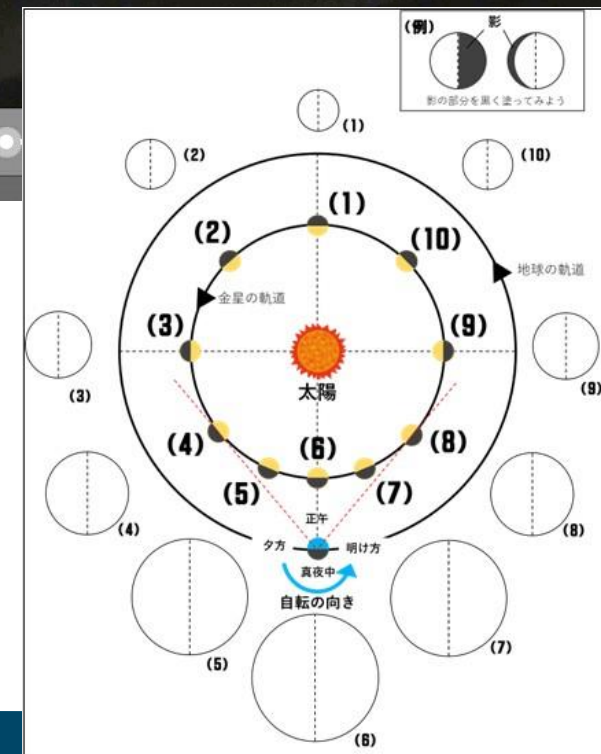 (例)
影
影の部分を黒く塗ってみよう
(1)
(2)
(10)
(1)
(2)
(10)
金星の軌道
地球の軌道
(3)
(9)
太陽
(3)
(9)
(4)
(6)
(8)
(5)
(7)
正午
(4)
(8)
夕方
明け方
真夜中
自転の向き
(5)
(7)
(6)